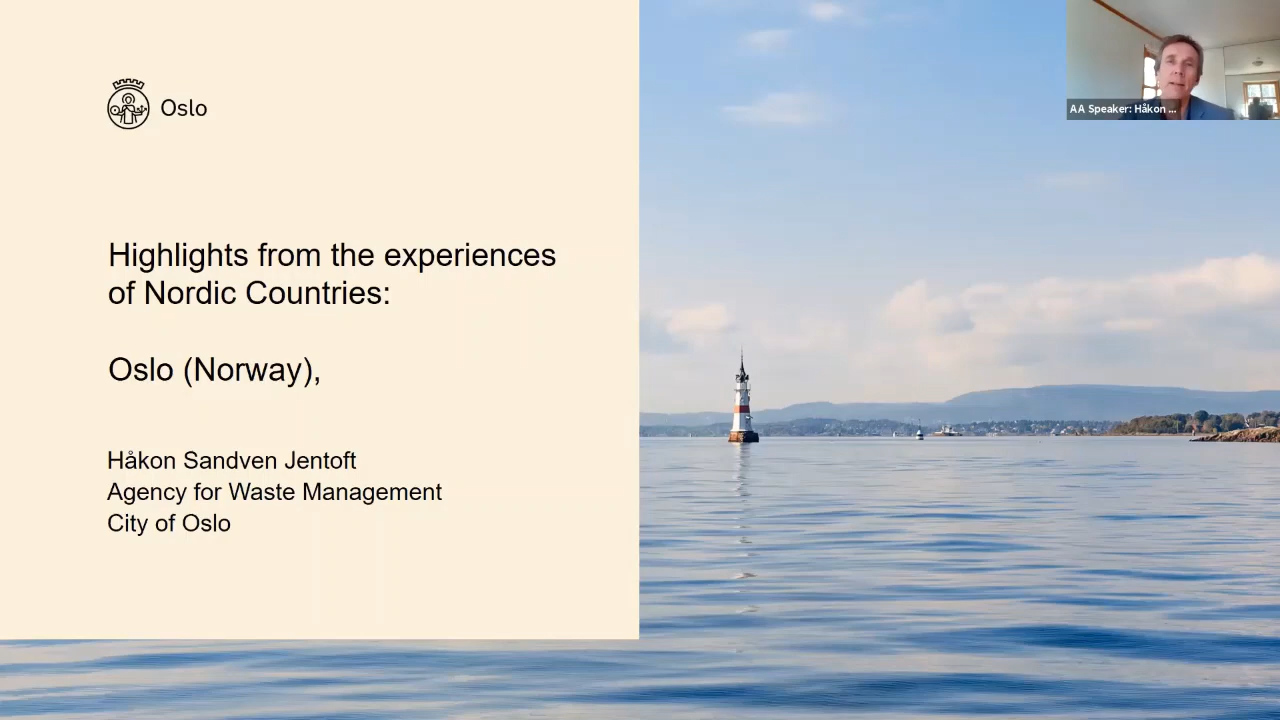 Oslo
AA Speaker: Håkon ...
Highlights from the experiences
of Nordic Countries:
Oslo (Norway),
Håkon Sandven Jentoft
Agency for Waste Management
City of Oslo